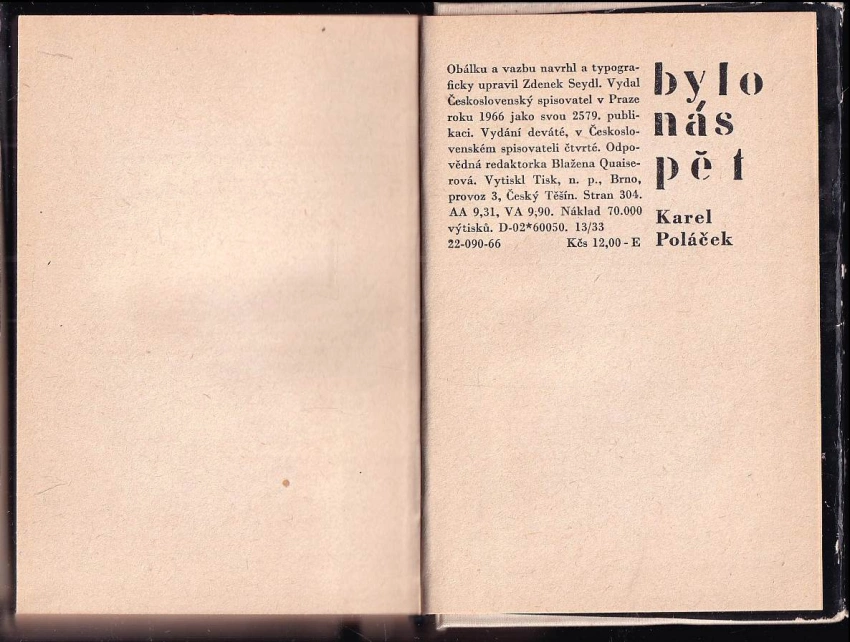 Obálku a vazbu navrhl a typogra-
ficky upravil Zdenek Seydl. Vydal
Československý spisovatel v Praze
roku 1966 jako svou 2579. publi-
kaci. Vydání deváté, v Českoslo-
venském spisovateli čtvrté. Odpo-
vědná redaktorka Blažena Quaise-
rová. Vytiskl Tisk, n. p., Brno,
provoz 3, Český Těšín. Stran 304.
AA 9,31, VA 9,90. Náklad 70.000
výtisků. D-02*60050. 13/33
22-090-66 Kčs 12,00 - E
bylo
nás
pět
Karel
Poláček